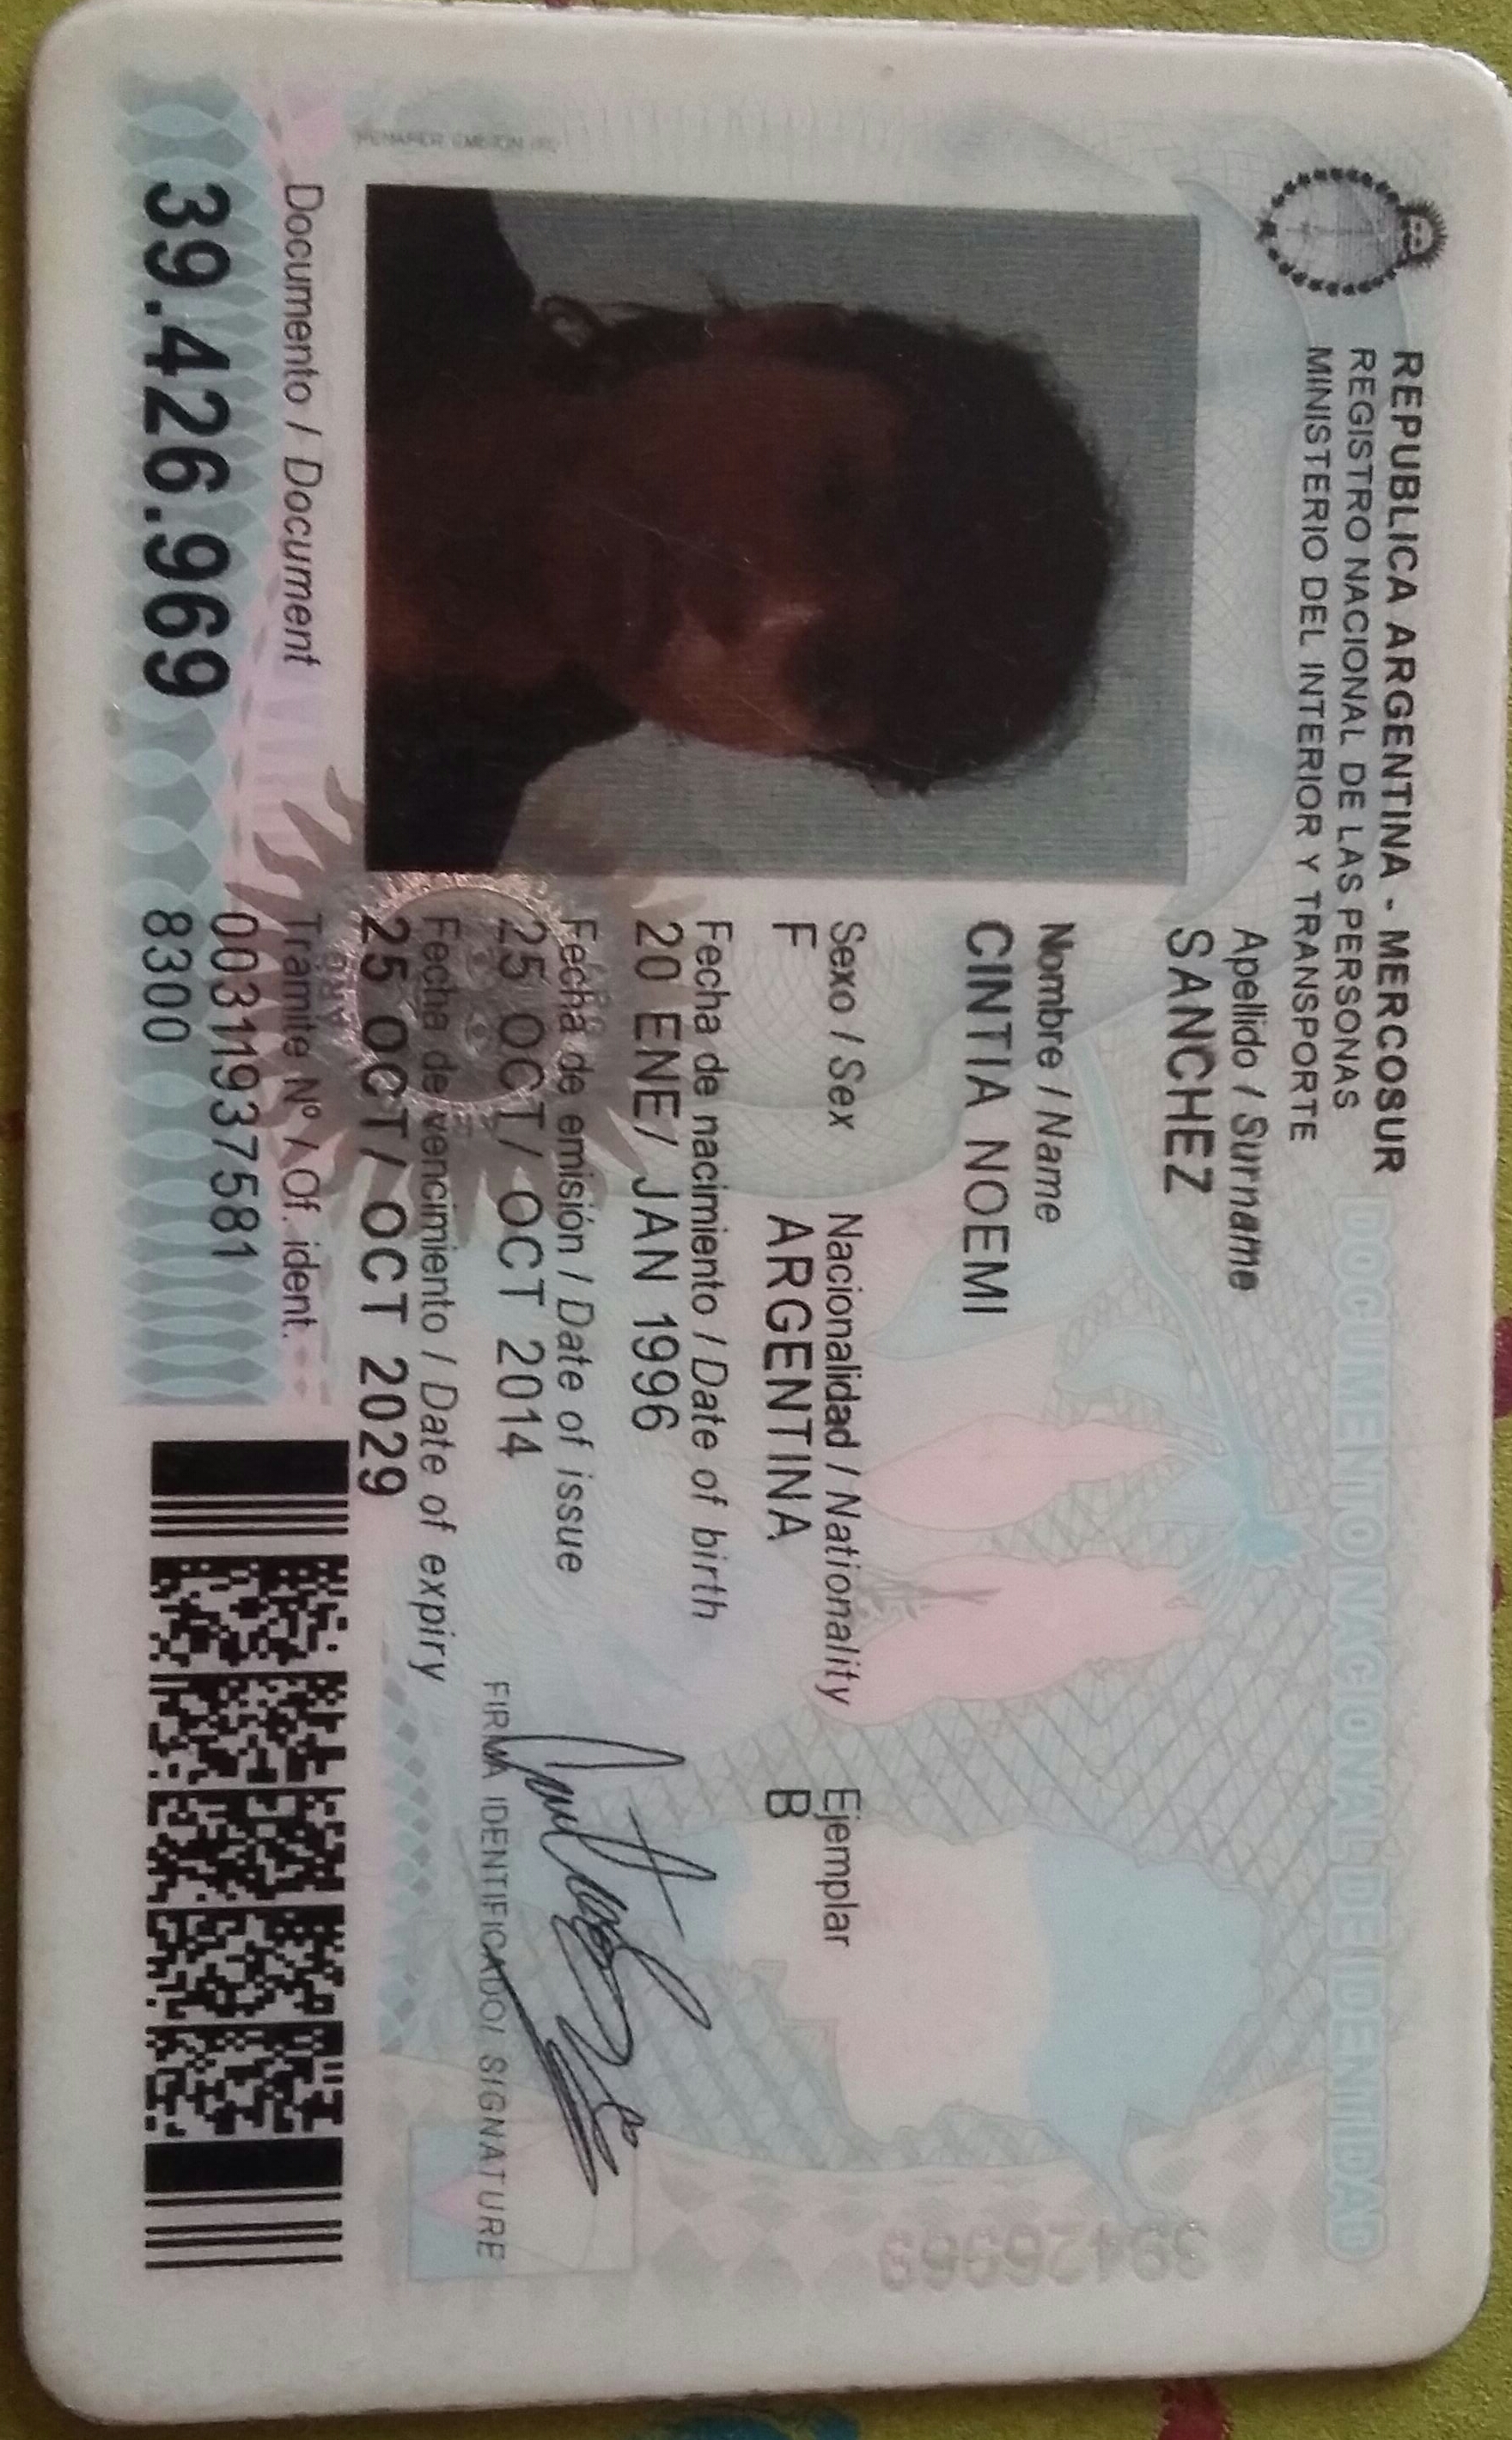 REPUBLICA ARGENTINA - MERCOSUR
REGISTRO NACIONAL DE LAS PERSONAS
MINISTERIO DEL INTERIOR Y TRANSPORTE
DOCUMENTO NACIONAL DE IDENTIDAD
Apellido / Surname
SANCHEZ
Nombre / Name
CINTIA NOEMI
Sexo / Sex Nacionalidad / Nationality Ejemplar
F ARGENTINA B
Fecha de nacimiento / Date of birth
20 ENE/ JAN 1996
Fecha de emisión / Date of issue
25 OCT/ OCT 2014
Fecha de vencimiento / Date of expiry
25 OCT/ OCT 2029
FIRMA IDENTIFICADO/ SIGNATURE
Documento / Document
39.426.969
Tramite Nº / Of. ident.
00311937581
8300
39426969